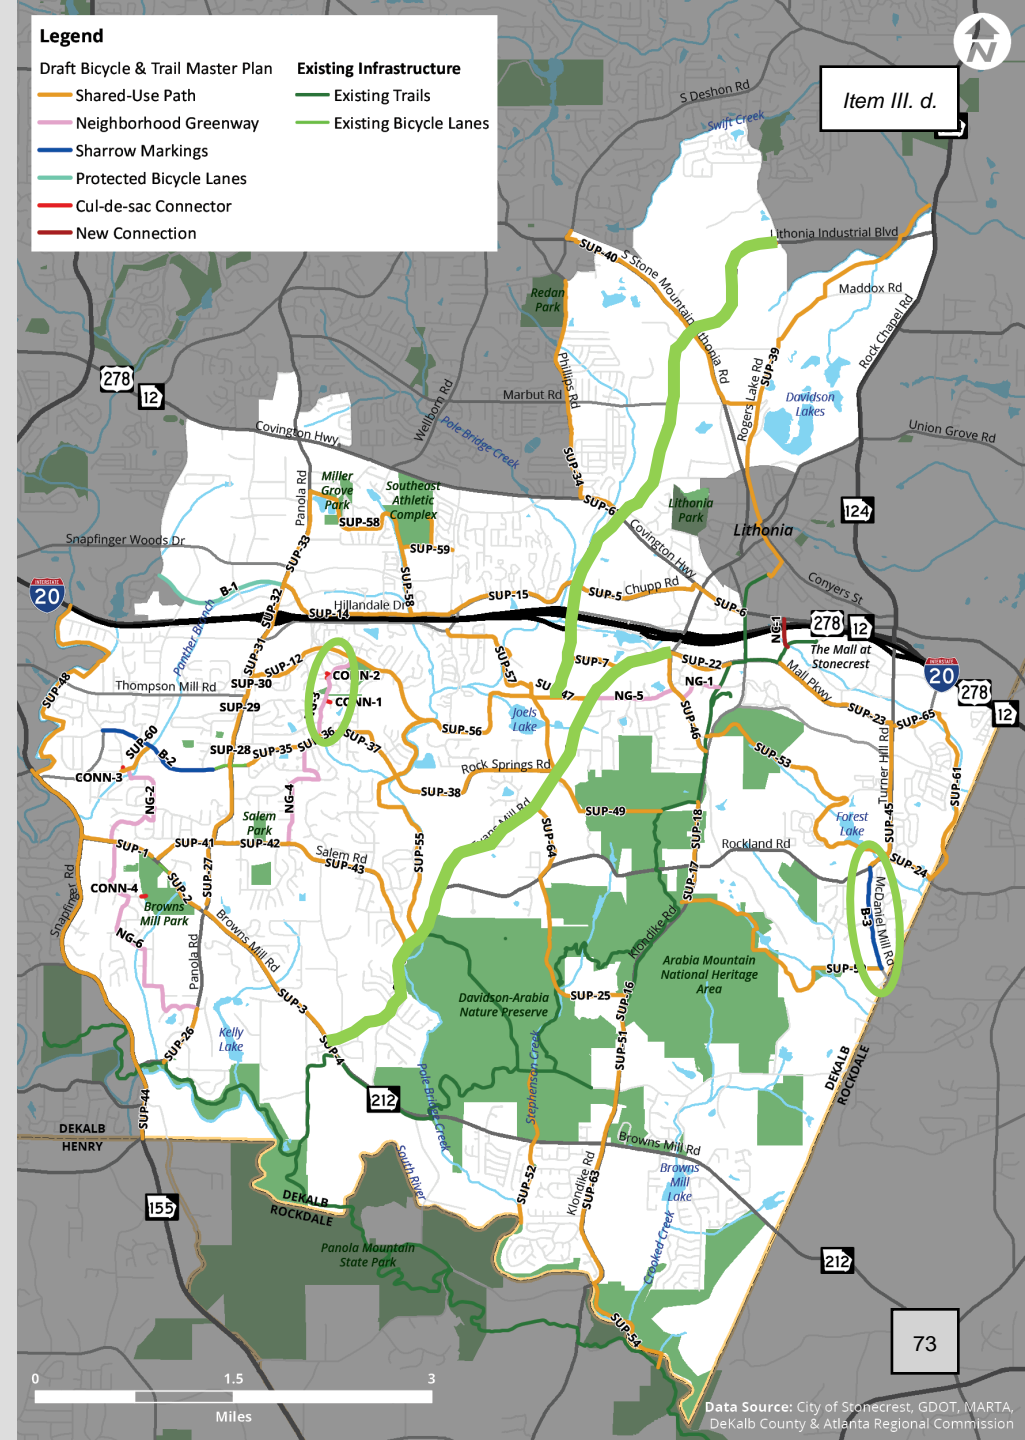 Legend
Draft Bicycle & Trail Master Plan
Shared-Use Path
Neighborhood Greenway
Sharrow Markings
Protected Bicycle Lanes
Cul-de-sac Connector
New Connection
Existing Infrastructure
Existing Trails
Existing Bicycle Lanes
N
Item III. d.
S Deshon Rd
Swift Creek
Lithonia Industrial Blvd
SUP-40
S Stone Mountain
Lithonia Rd
Redan
Park
Maddox Rd
Rock Chapel Rd
SUP-39
Rogers Lake Rd
Phillips Rd
278
12
Marbut Rd
Wellborn Rd
Davidson
Lakes
Pole Bridge Creek
Covington Hwy
Union Grove Rd
SUP-34
Panola Rd
Miller
Grove
Park
Southeast
Athletic
Complex
SUP-6
Lithonia
Park
124
SUP-58
Lithonia
Covington Hwy
Snapfinger Woods Dr
SUP-33
SUP-59
INTERSTATE
20
B-1
SUP-32
SUP-58
SUP-15
SUP-5
Chupp Rd
Conyers St
SUP-14
Hillandale Dr
SUP-6
NC-1
278
12
Panther Branch
The Mall at
Stonecrest
SUP-31
SUP-12
SUP-57
SUP-7
SUP-22
INTERSTATE
20
278
12
SUP-48
Thompson Mill Rd
SUP-30
CONN-2
NG-1
Mall Pkwy
NG-5
SUP-29
CONN-1
SUP-23
SUP-65
Joels
Lake
SUP-56
SUP-46
SUP-60
B-2
SUP-28
SUP-35
SUP-36
SUP-37
SUP-53
Turner Hill Rd
CONN-3
Rock Springs Rd
SUP-61
NG-2
NG-4
SUP-38
SUP-49
Evans Mill Rd
Salem
Park
Forest
Lake
SUP-45
SUP-18
SUP-1
SUP-41
SUP-42
SUP-55
SUP-64
Rockland Rd
Salem Rd
SUP-43
SUP-24
SUP-27
SUP-17
Snapfinger Rd
CONN-4
SUP-2
McDaniel Mill Rd
B-3
Browns
Mill Park
NG-6
Browns Mill Rd
Klondike Rd
Panola Rd
Arabia Mountain
National Heritage
Area
SUP-3
Davidson-Arabia
Nature Preserve
SUP-25
SUP-16
Kelly
Lake
SUP-26
SUP-4
SUP-51
Stephenson Creek
DEKALB
ROCKDALE
Pole Bridge Creek
212
SUP-44
DEKALB
HENRY
Browns Mill Rd
South River
SUP-52
Klondike Rd
SUP-63
Browns
Mill
Lake
155
DEKALB
ROCKDALE
Crooked Creek
Panola Mountain
State Park
212
SUP-54
73
0
1.5
3
Miles
Data Source: City of Stonecrest, GDOT, MARTA,
DeKalb County & Atlanta Regional Commission